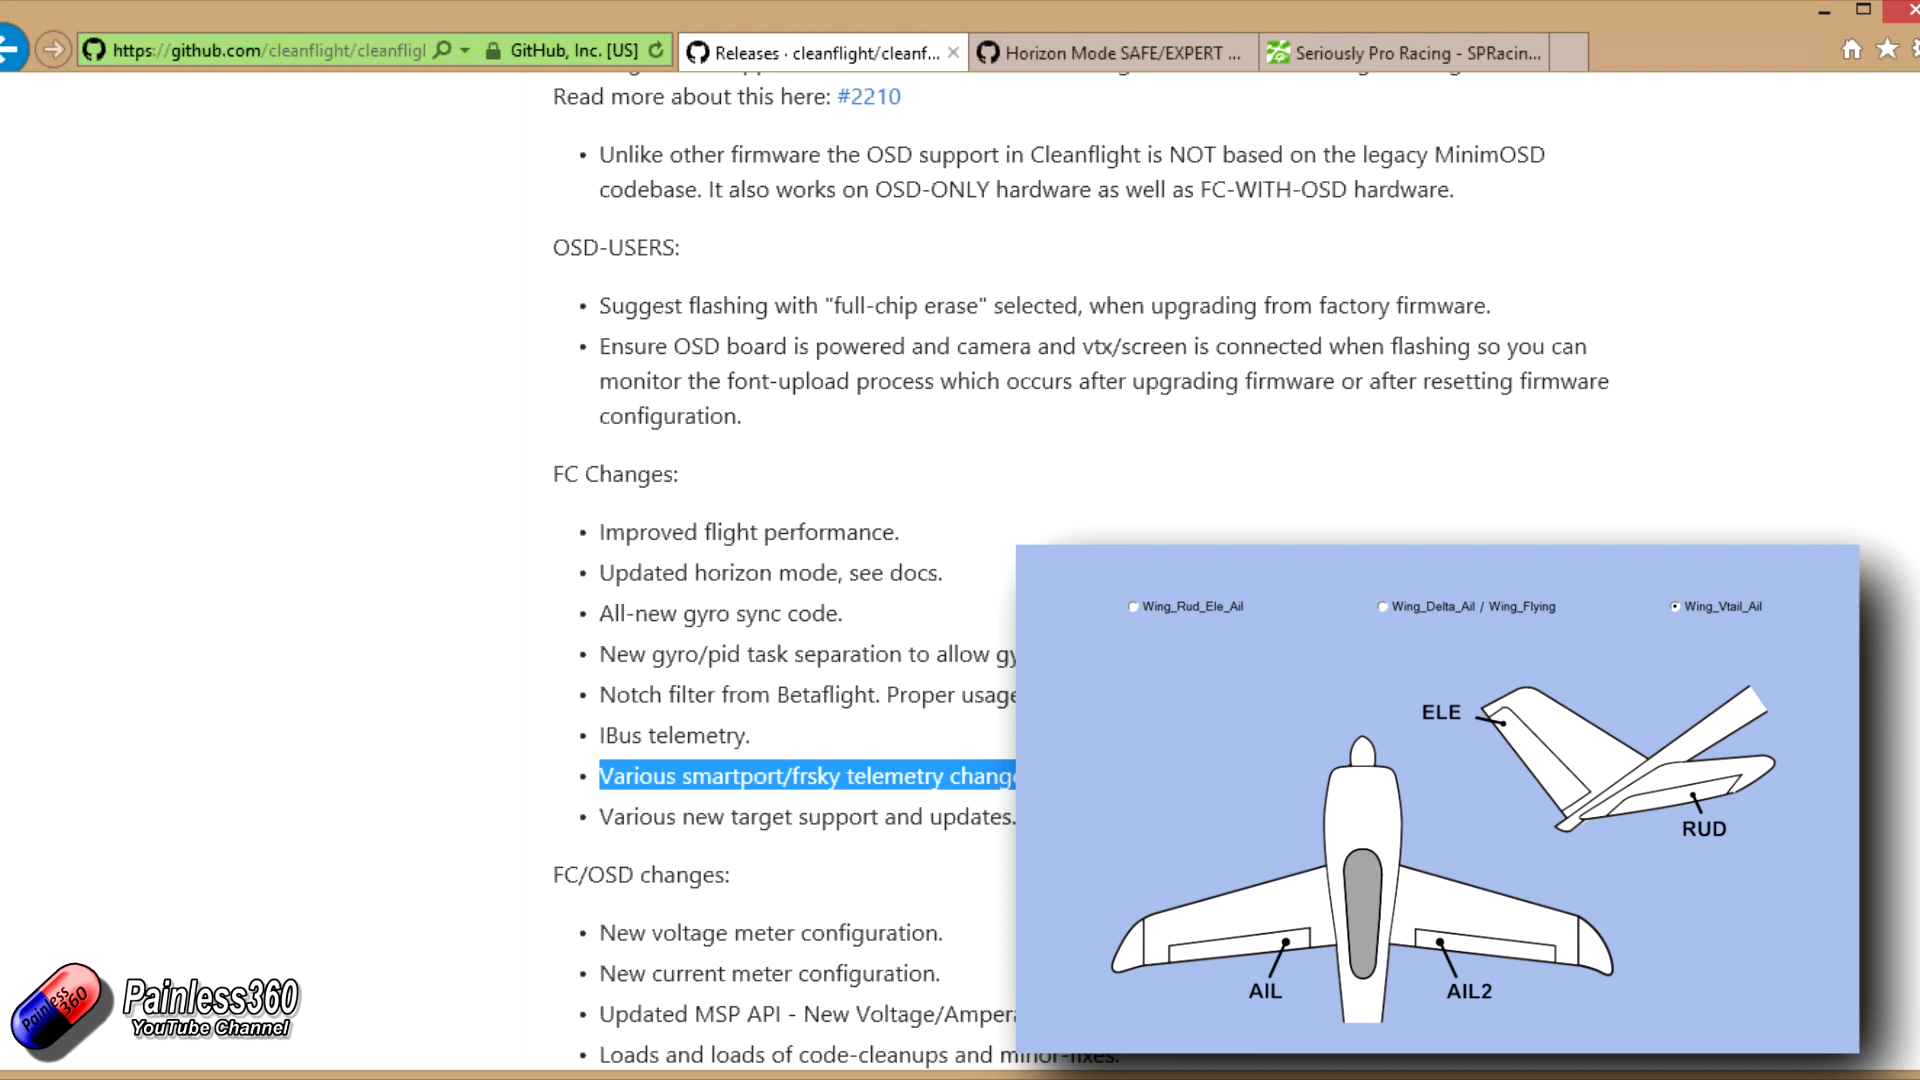 https://github.com/cleanflight/cleanfligl
GitHub, Inc. [US]
Releases · cleanflight/cleanf...
Horizon Mode SAFE/EXPERT ...
Seriously Pro Racing - SPRacin...
Read more about this here: #2210
• Unlike other firmware the OSD support in Cleanflight is NOT based on the legacy MinimOSD
codebase. It also works on OSD-ONLY hardware as well as FC-WITH-OSD hardware.
OSD-USERS:
• Suggest flashing with "full-chip erase" selected, when upgrading from factory firmware.
• Ensure OSD board is powered and camera and vtx/screen is connected when flashing so you can
monitor the font-upload process which occurs after upgrading firmware or after resetting firmware
configuration.
FC Changes:
• Improved flight performance.
• Updated horizon mode, see docs.
• All-new gyro sync code.
• New gyro/pid task separation to allow gy
• Notch filter from Betaflight. Proper usage
• IBus telemetry.
• Various smartport/frsky telemetry change
• Various new target support and updates.
FC/OSD changes:
• New voltage meter configuration.
• New current meter configuration.
• Updated MSP API - New Voltage/Ampera
• Loads and loads of code-cleanups and minor-fixes.
Wing_Rud_Ele_Ail
Wing_Delta_Ail / Wing_Flying
Wing_Vtail_Ail
ELE
RUD
AIL
AIL2
Painless 360
Painless360
YouTube Channel